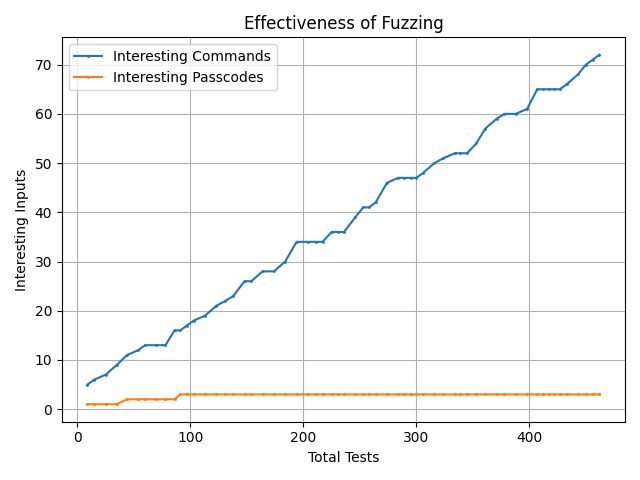 Effectiveness of Fuzzing
Interesting Commands
Interesting Passcodes
Interesting Inputs
70
60
50
40
30
20
10
0
0 100 200 300 400
Total Tests